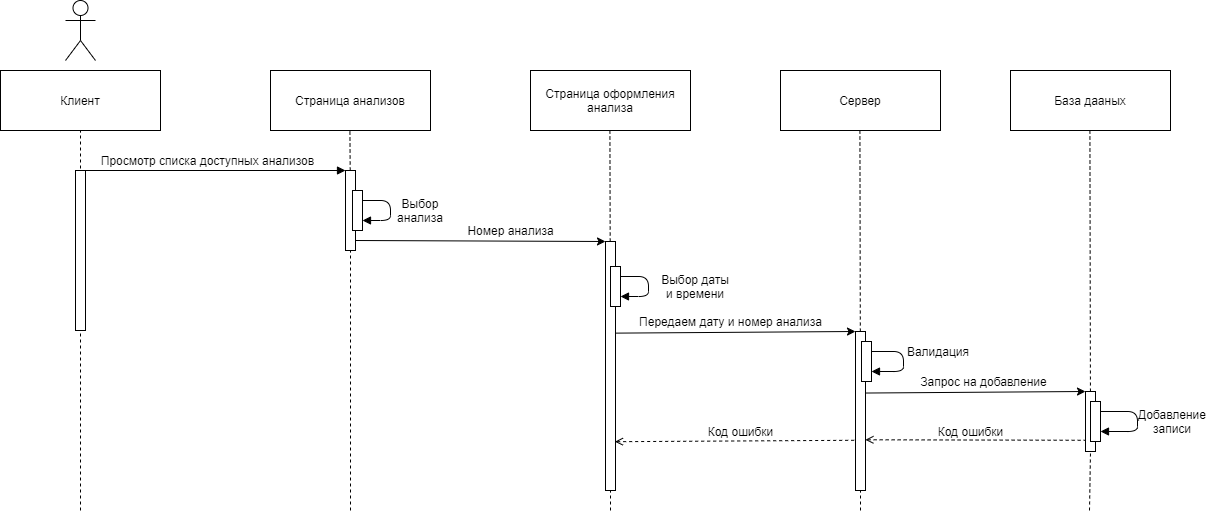 Клиент
Страница анализов
Страница оформления
анализа
Сервер
База дааных
Просмотр списка доступных анализов
Выбор
анализа
Номер анализа
Выбор даты
и времени
Передаем дату и номер анализа
Валидация
Запрос на добавление
Добавление
записи
Код ошибки
Код ошибки